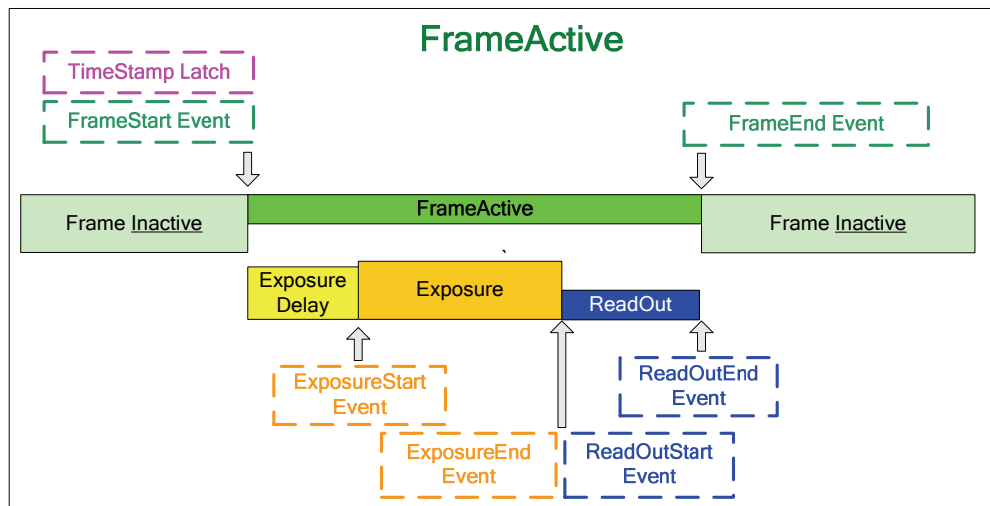 FrameActive
TimeStamp Latch
FrameStart Event
FrameEnd Event
Frame Inactive
FrameActive
Frame Inactive
Exposure
Delay
Exposure
ReadOut
ExposureStart
Event
ReadOutEnd
Event
ExposureEnd
Event
ReadOutStart
Event